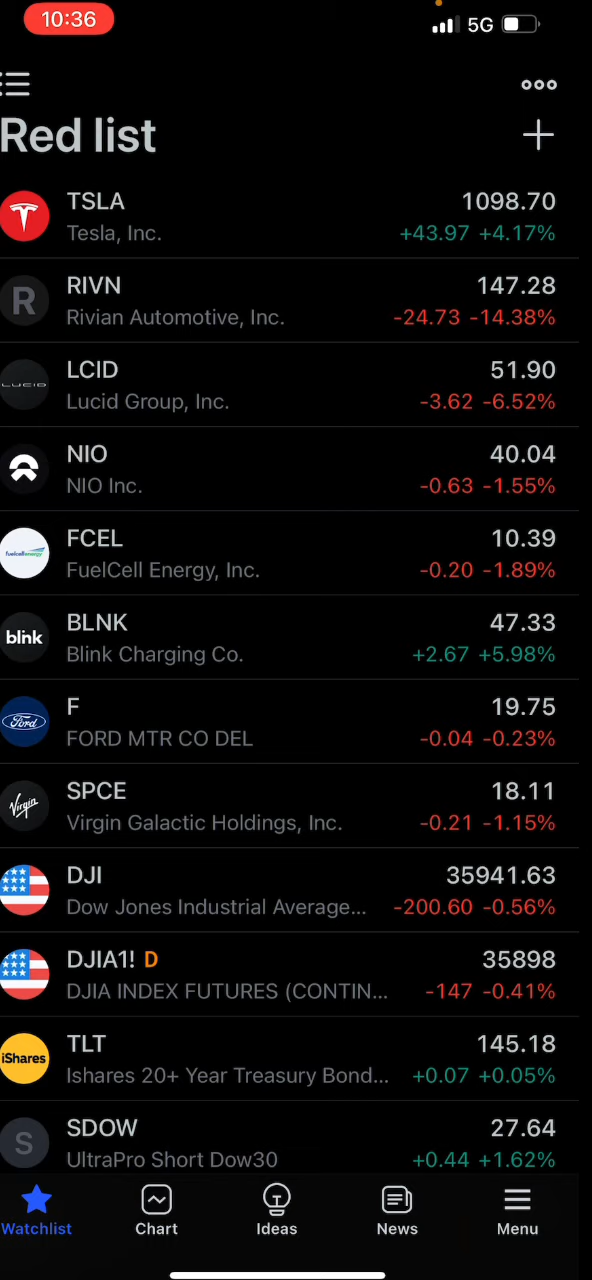 10:36
5G
Red list
TSLA 1098.70
Tesla, Inc. +43.97 +4.17%
R
RIVN 147.28
Rivian Automotive, Inc. -24.73 -14.38%
LUCID
LCID 51.90
Lucid Group, Inc. -3.62 -6.52%
NIO 40.04
NIO Inc. -0.63 -1.55%
fuelcellenergy
FCEL 10.39
FuelCell Energy, Inc. -0.20 -1.89%
blink
BLNK 47.33
Blink Charging Co. +2.67 +5.98%
Ford
F 19.75
FORD MTR CO DEL -0.04 -0.23%
Virgin
SPCE 18.11
Virgin Galactic Holdings, Inc. -0.21 -1.15%
DJI 35941.63
Dow Jones Industrial Average... -200.60 -0.56%
DJIA1! D 35898
DJIA INDEX FUTURES (CONTIN... -147 -0.41%
iShares
TLT 145.18
Ishares 20+ Year Treasury Bond... +0.07 +0.05%
S
SDOW 27.64
UltraPro Short Dow30 +0.44 +1.62%
Watchlist Chart Ideas News Menu